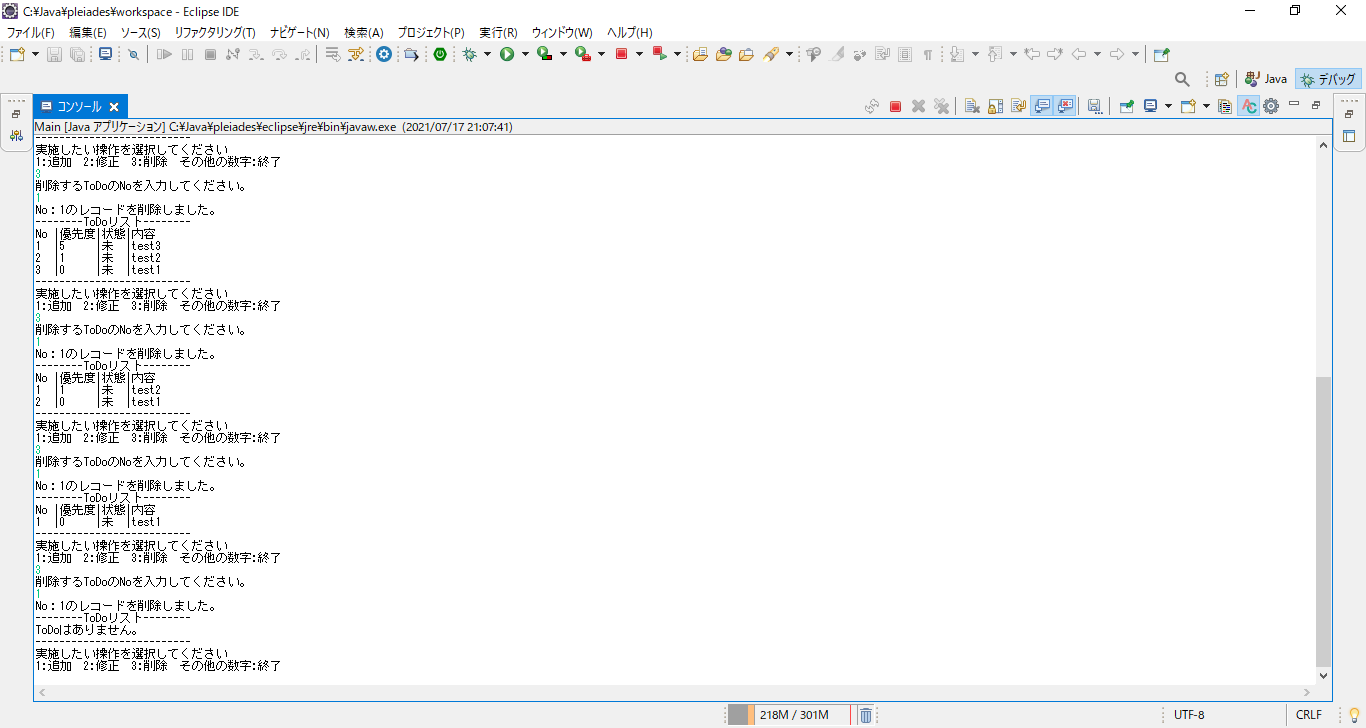 C:¥Java¥pleiades¥workspace - Eclipse IDE
ファイル(F) 編集(E) ソース(S) リファクタリング(T) ナビゲート(N) 検索(A) プロジェクト(P) 実行(R) ウィンドウ(W) ヘルプ(H)
Java デバッグ
コンソール
Main [Java アプリケーション] C:¥Java¥pleiades¥eclipse¥jre¥bin¥javaw.exe (2021/07/17 21:07:41)
--------------------------
実施したい操作を選択してください
1:追加 2:修正 3:削除 その他の数字:終了
3
削除するToDoのNoを入力してください。
1
No：1のレコードを削除しました。
--------ToDoリスト--------
No |優先度|状態|内容
1 |5 |未 |test3
2 |1 |未 |test2
3 |0 |未 |test1
--------------------------
実施したい操作を選択してください
1:追加 2:修正 3:削除 その他の数字:終了
3
削除するToDoのNoを入力してください。
1
No：1のレコードを削除しました。
--------ToDoリスト--------
No |優先度|状態|内容
1 |1 |未 |test2
2 |0 |未 |test1
--------------------------
実施したい操作を選択してください
1:追加 2:修正 3:削除 その他の数字:終了
3
削除するToDoのNoを入力してください。
1
No：1のレコードを削除しました。
--------ToDoリスト--------
No |優先度|状態|内容
1 |0 |未 |test1
--------------------------
実施したい操作を選択してください
1:追加 2:修正 3:削除 その他の数字:終了
3
削除するToDoのNoを入力してください。
1
No：1のレコードを削除しました。
--------ToDoリスト--------
ToDoはありません。
--------------------------
実施したい操作を選択してください
1:追加 2:修正 3:削除 その他の数字:終了
218M / 301M UTF-8 CRLF